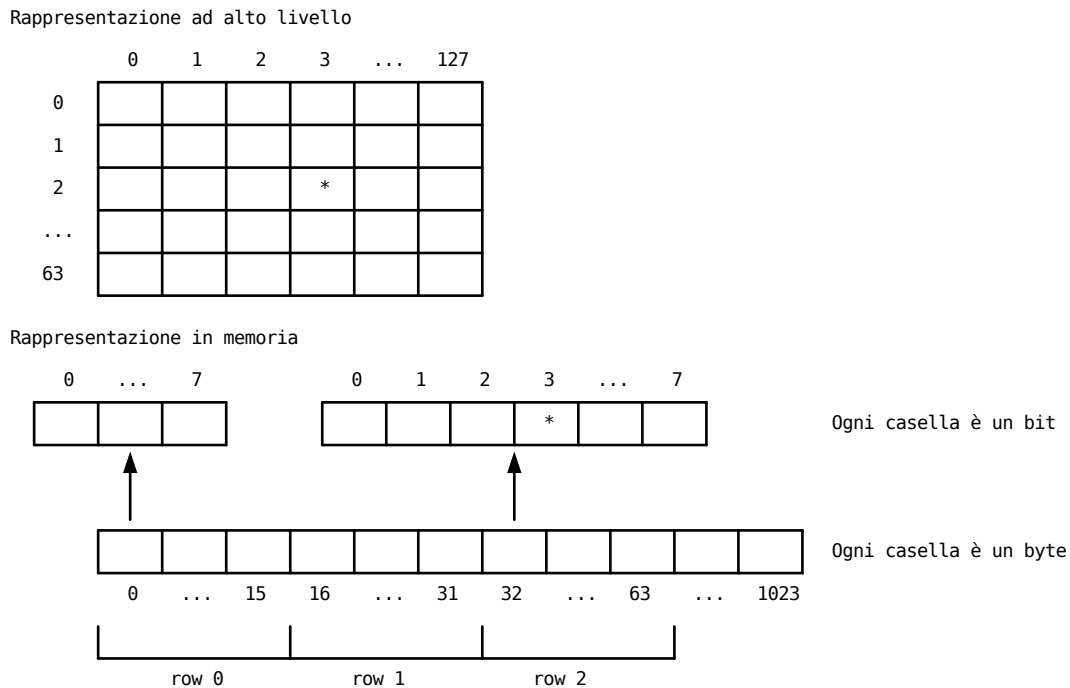 Rappresentazione ad alto livello
0 1 2 3 ... 127
0
1
2 *
...
63
Rappresentazione in memoria
0 ... 7 0 1 2 3 ... 7
* Ogni casella è un bit
Ogni casella è un byte
0 ... 15 16 ... 31 32 ... 63 ... 1023
row 0 row 1 row 2